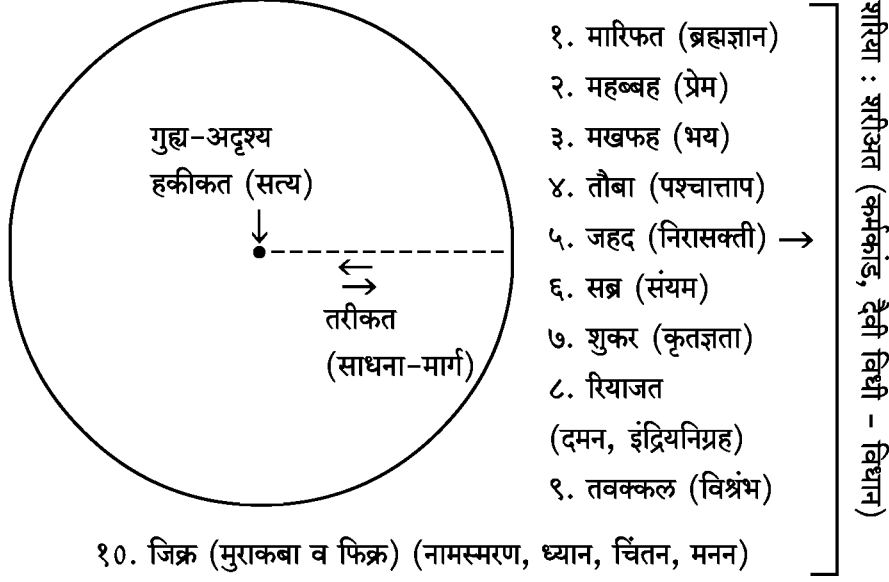 गुह्य-अदृश्य
हकीकत (सत्य)
तरीकत
(साधना-मार्ग)
१. मारिफत (ब्रह्मज्ञान)
२. महब्बह (प्रेम)
३. मखफह (भय)
४. तौबा (पश्चात्ताप)
५. जहद (निरासक्ती) →
६. सब्र (संयम)
७. शुकर (कृतज्ञता)
८. रियाजत
(दमन, इंद्रियनिग्रह)
९. तवक्कल (विश्रंभ)
१०. जिक्र (मुराकबा व फिक्र) (नामस्मरण, ध्यान, चिंतन, मनन)
शरिया : शरीअत (कर्मकांड, दैवी विधी - विधान)